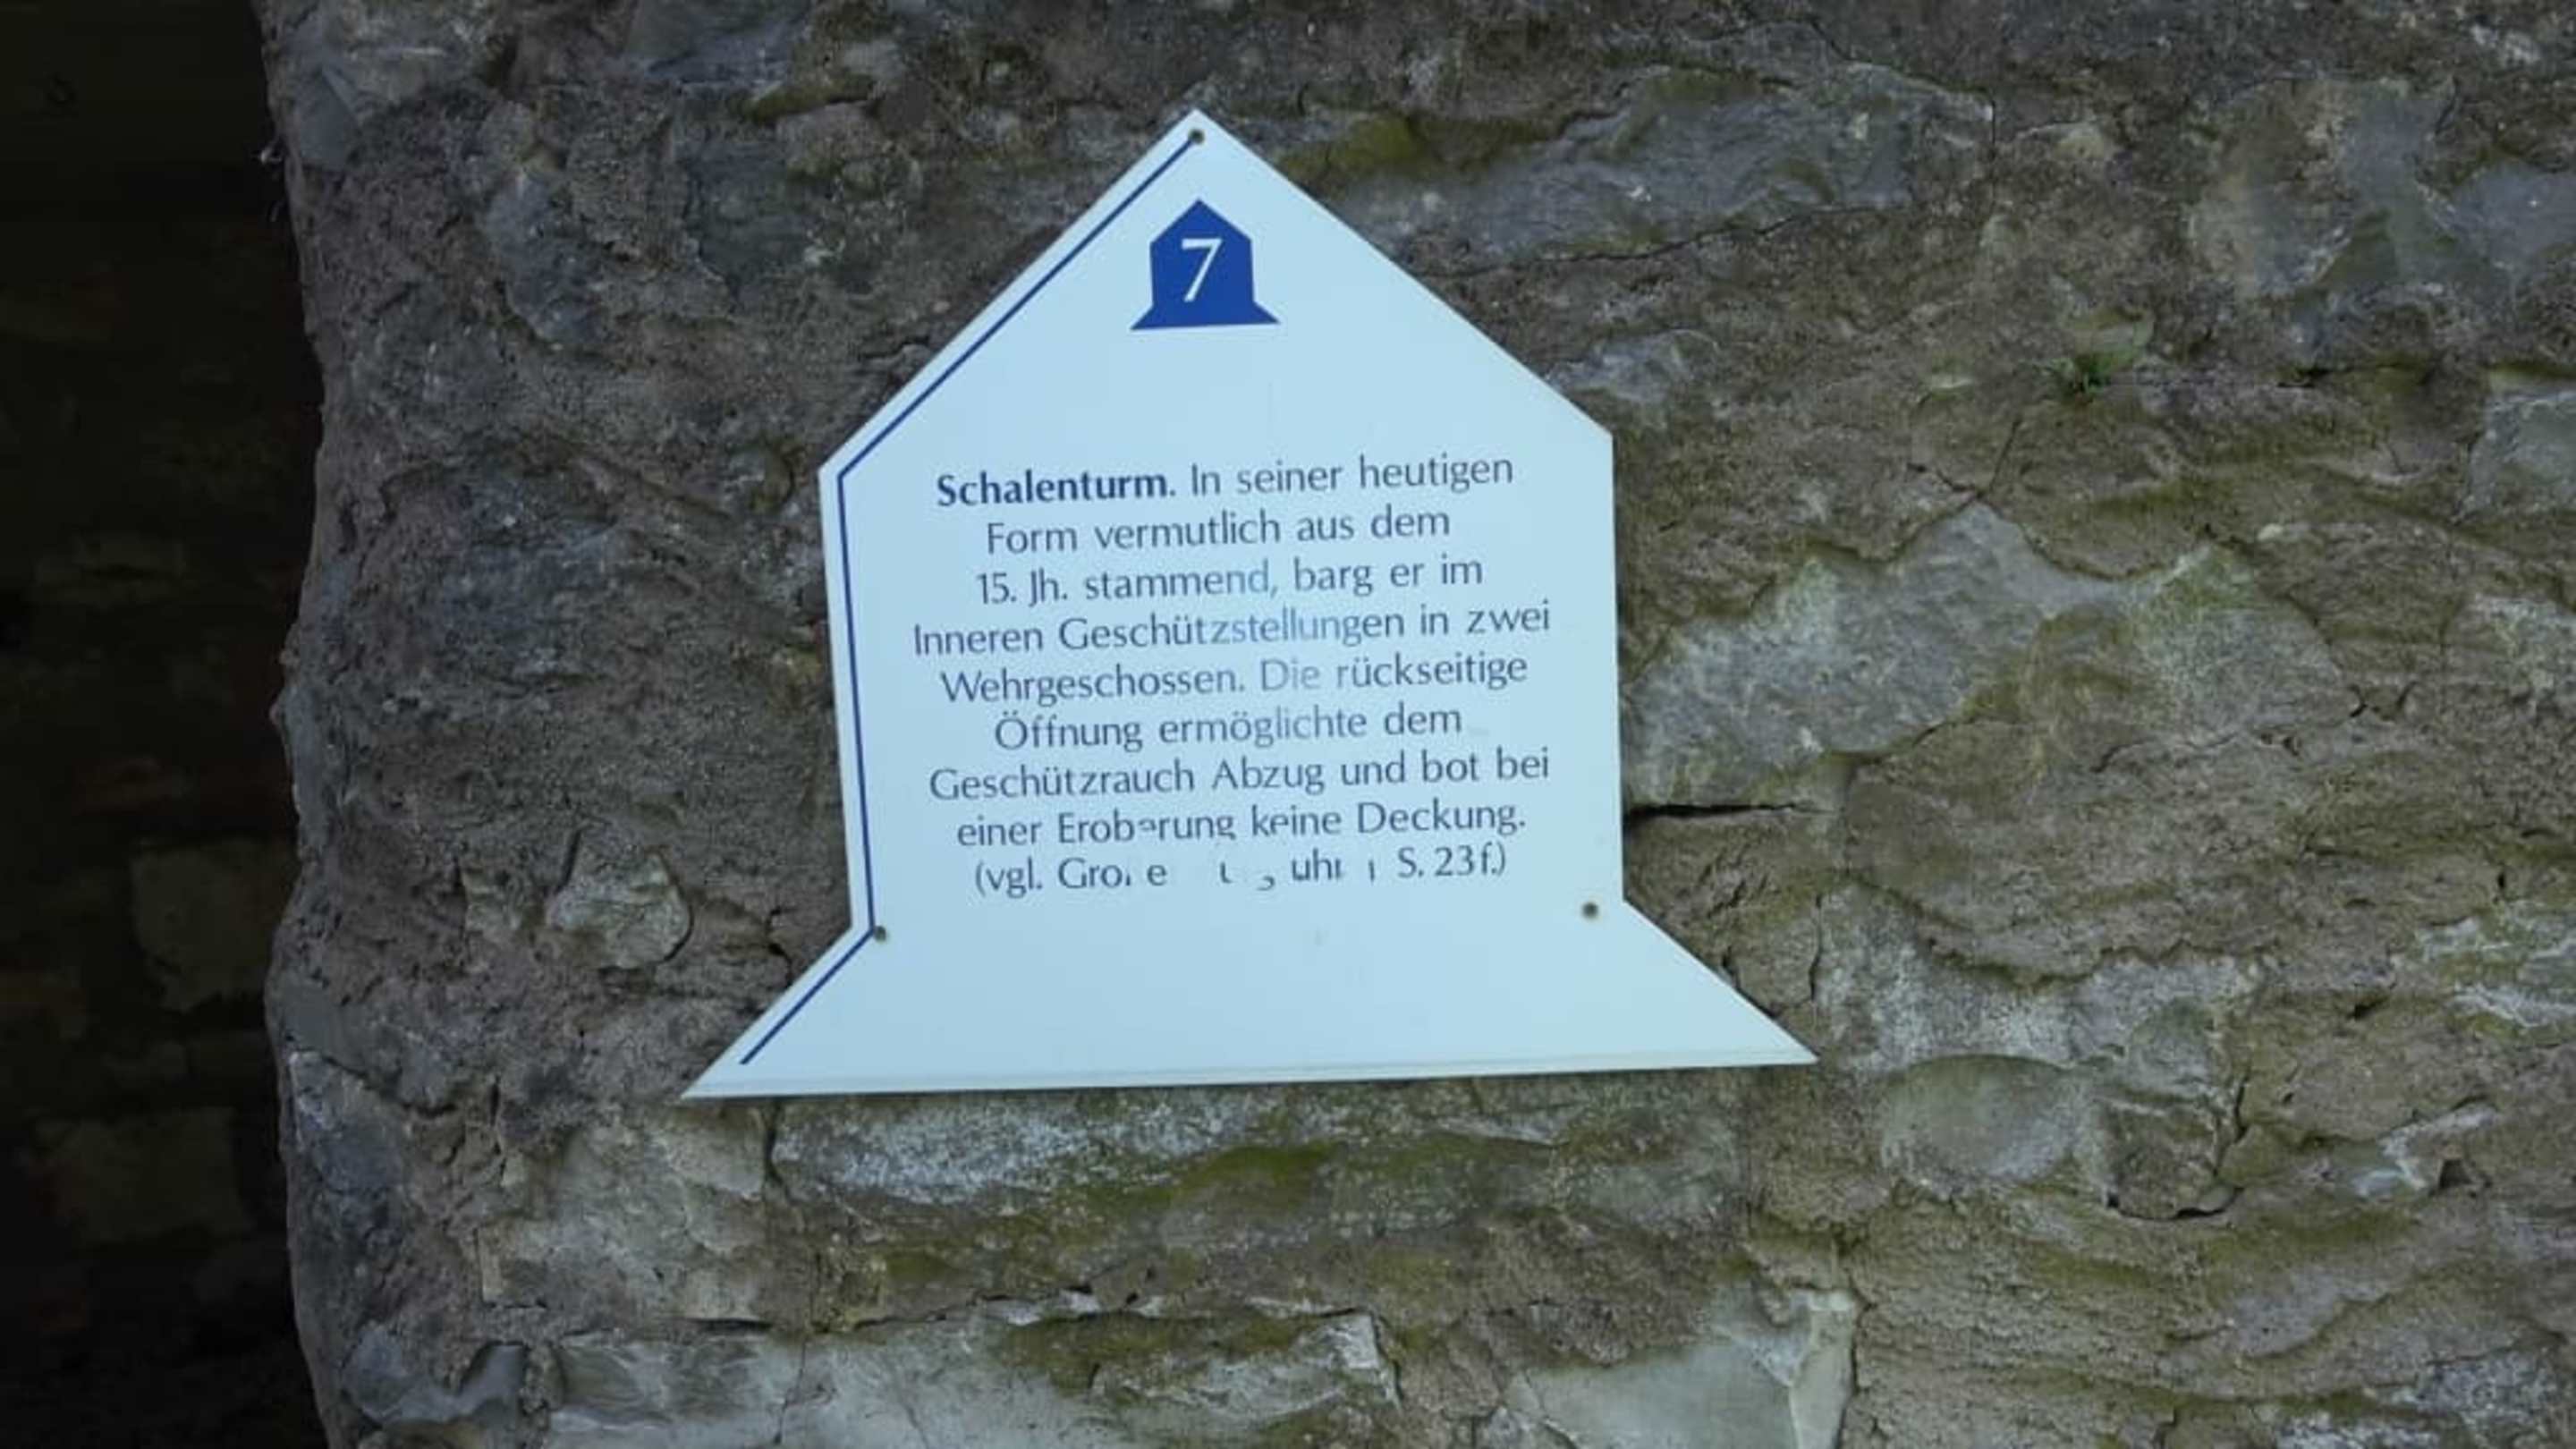 7
Schalenturm. In seiner heutigen
Form vermutlich aus dem
15. Jh. stammend, barg er im
Inneren Geschützstellungen in zwei
Wehrgeschossen. Die rückseitige
Öffnung ermöglichte dem
Geschützrauch Abzug und bot bei
einer Eroberung keine Deckung.
(vgl. S. 23f.)